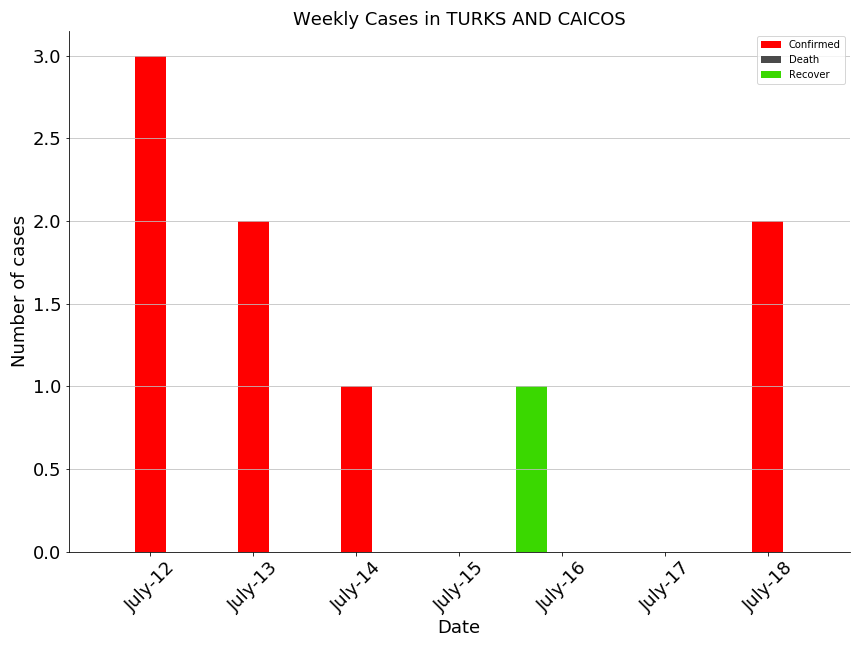 Weekly Cases in TURKS AND CAICOS
Confirmed
Death
Recover
Number of cases
3.0
2.5
2.0
1.5
1.0
0.5
0.0
July-12
July-13
July-14
July-15
July-16
July-17
July-18
Date